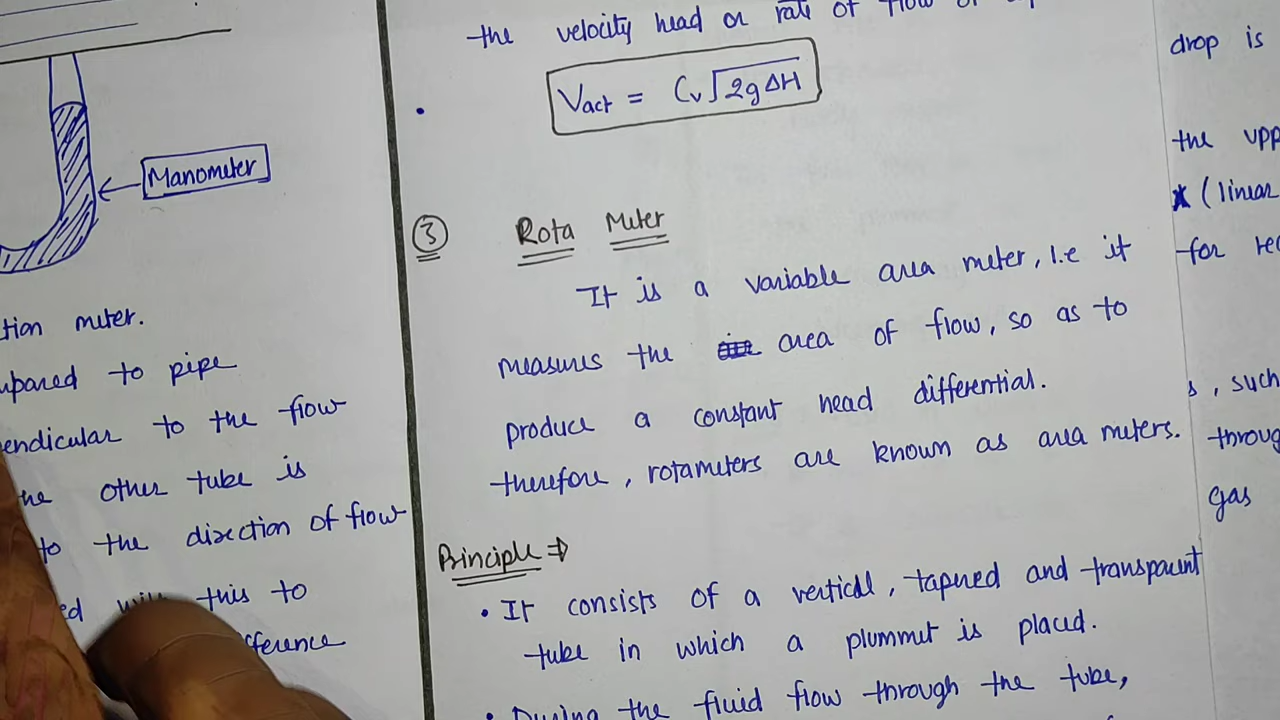 Manometer
tion meter.
to pipe
to the flow
other tube is
to the direction of flow
this to
the velocity head or rate of flow of
Vact = Cv√2gΔH
③ Rota Meter
It is a variable area meter, I.e it
measures the area of flow, so as to
produce a constant head differential.
therefore, rotameters are known as area meters.
Principle ⇒
• It consists of a vertical, tapered and transparent
tube in which a plummet is placed.
• During the fluid flow through the tube,
drop is
the upp
* (linear
for
s, such
throug
gas